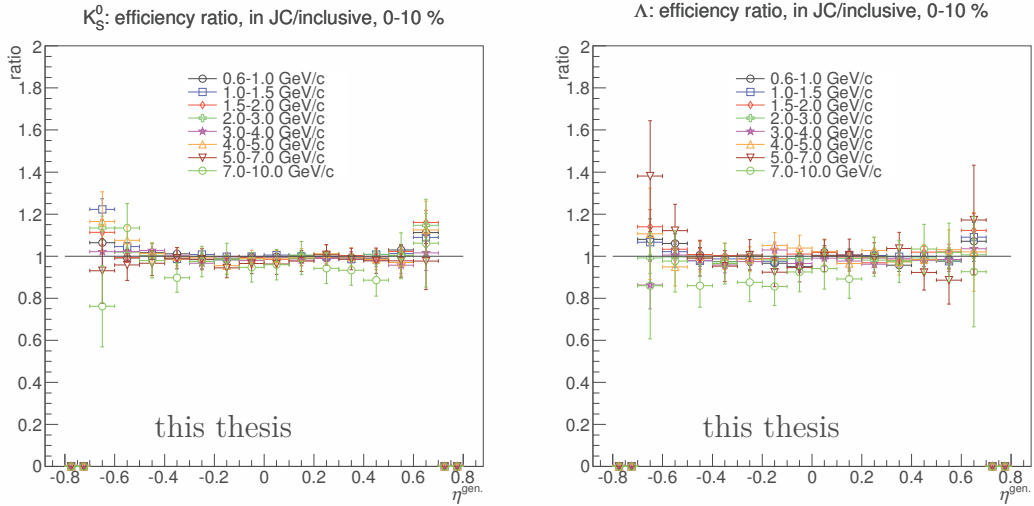 K⁰S: efficiency ratio, in JC/inclusive, 0-10 %
ratio
2
1.8
1.6
1.4
1.2
1
0.8
0.6
0.4
0.2
0
0.6-1.0 GeV/c
1.0-1.5 GeV/c
1.5-2.0 GeV/c
2.0-3.0 GeV/c
3.0-4.0 GeV/c
4.0-5.0 GeV/c
5.0-7.0 GeV/c
7.0-10.0 GeV/c
this thesis
-0.8 -0.6 -0.4 -0.2 0 0.2 0.4 0.6 0.8
η^gen.
Λ: efficiency ratio, in JC/inclusive, 0-10 %
ratio
2
1.8
1.6
1.4
1.2
1
0.8
0.6
0.4
0.2
0
0.6-1.0 GeV/c
1.0-1.5 GeV/c
1.5-2.0 GeV/c
2.0-3.0 GeV/c
3.0-4.0 GeV/c
4.0-5.0 GeV/c
5.0-7.0 GeV/c
7.0-10.0 GeV/c
this thesis
-0.8 -0.6 -0.4 -0.2 0 0.2 0.4 0.6 0.8
η^gen.